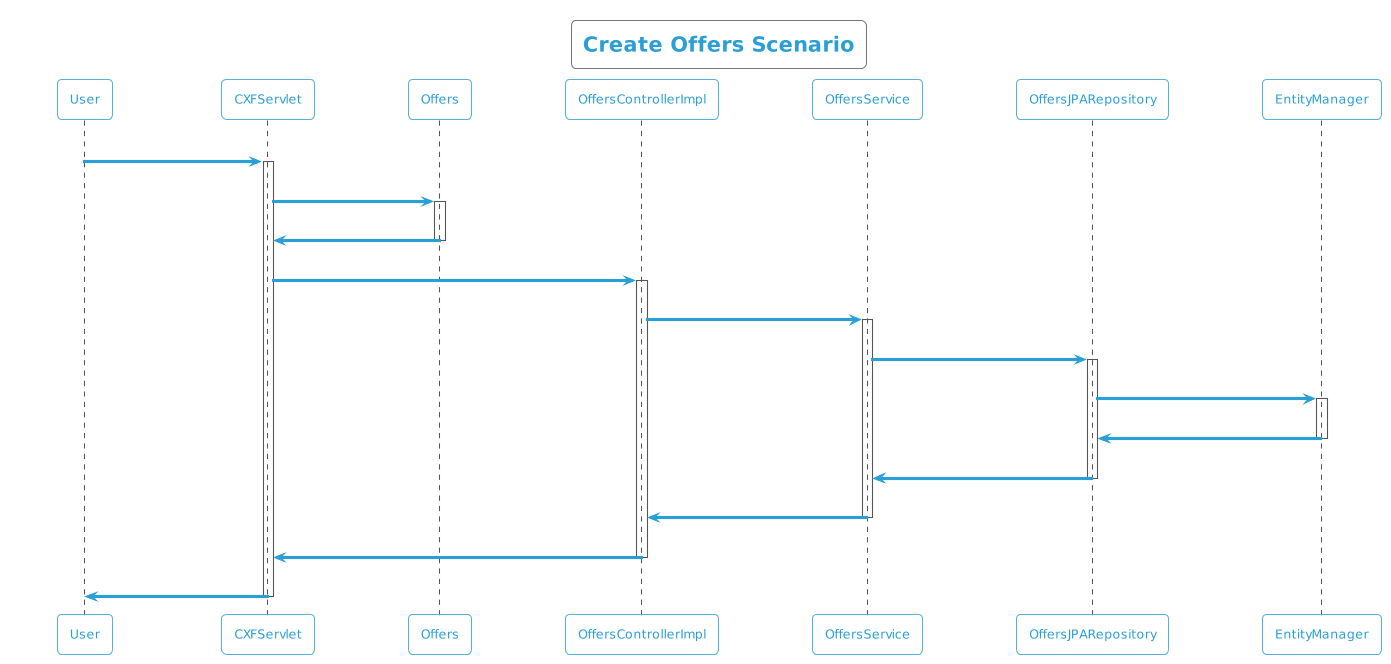 Create Offers Scenario
User
CXFServlet
Offers
OffersControllerImpl
OffersService
OffersJPARepository
EntityManager
User
CXFServlet
Offers
OffersControllerImpl
OffersService
OffersJPARepository
EntityManager